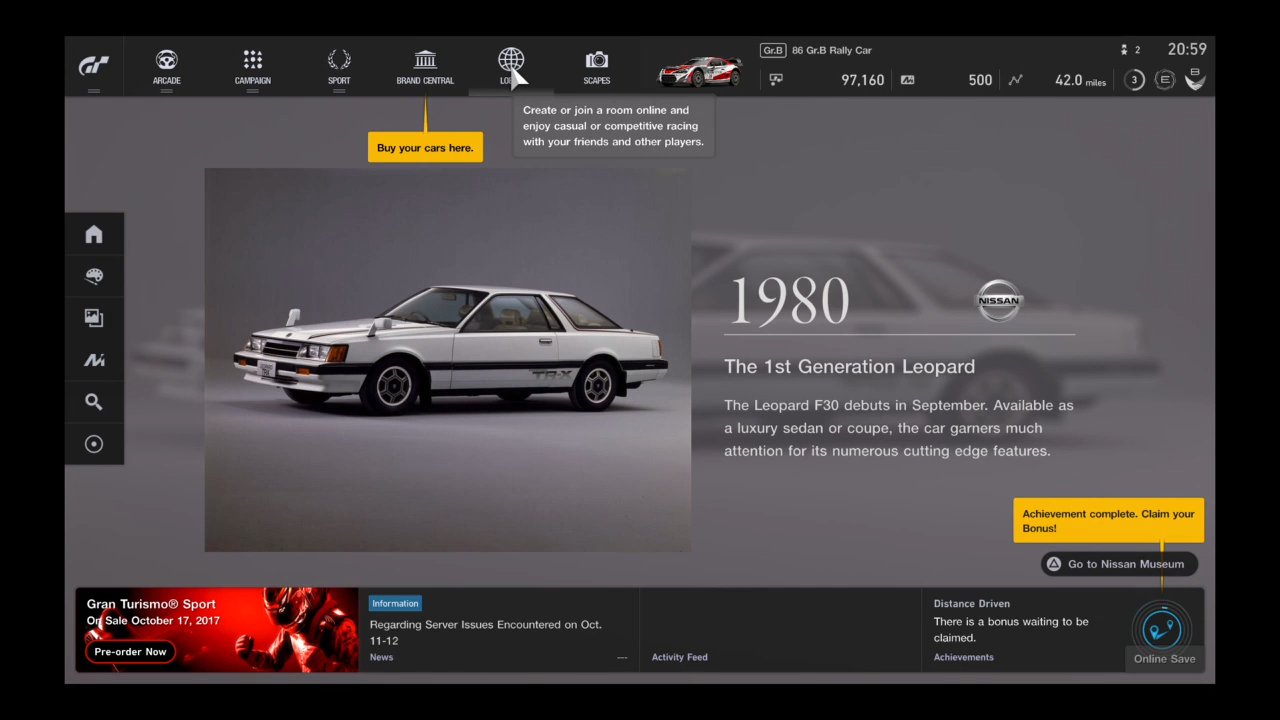 GT
ARCADE
CAMPAIGN
SPORT
BRAND CENTRAL
LO
SCAPES
Gr.B 86 Gr.B Rally Car
2
20:59
97,160
500
42.0 miles
3
E
B
Create or join a room online and
enjoy casual or competitive racing
with your friends and other players.
Buy your cars here.
TR-X
1980
NISSAN
The 1st Generation Leopard
The Leopard F30 debuts in September. Available as
a luxury sedan or coupe, the car garners much
attention for its numerous cutting edge features.
Achievement complete. Claim your
Bonus!
Go to Nissan Museum
Gran Turismo® Sport
On Sale October 17, 2017
Pre-order Now
Information
Regarding Server Issues Encountered on Oct.
11-12
News
---
Activity Feed
Distance Driven
There is a bonus waiting to be
claimed.
Achievements
Online Save